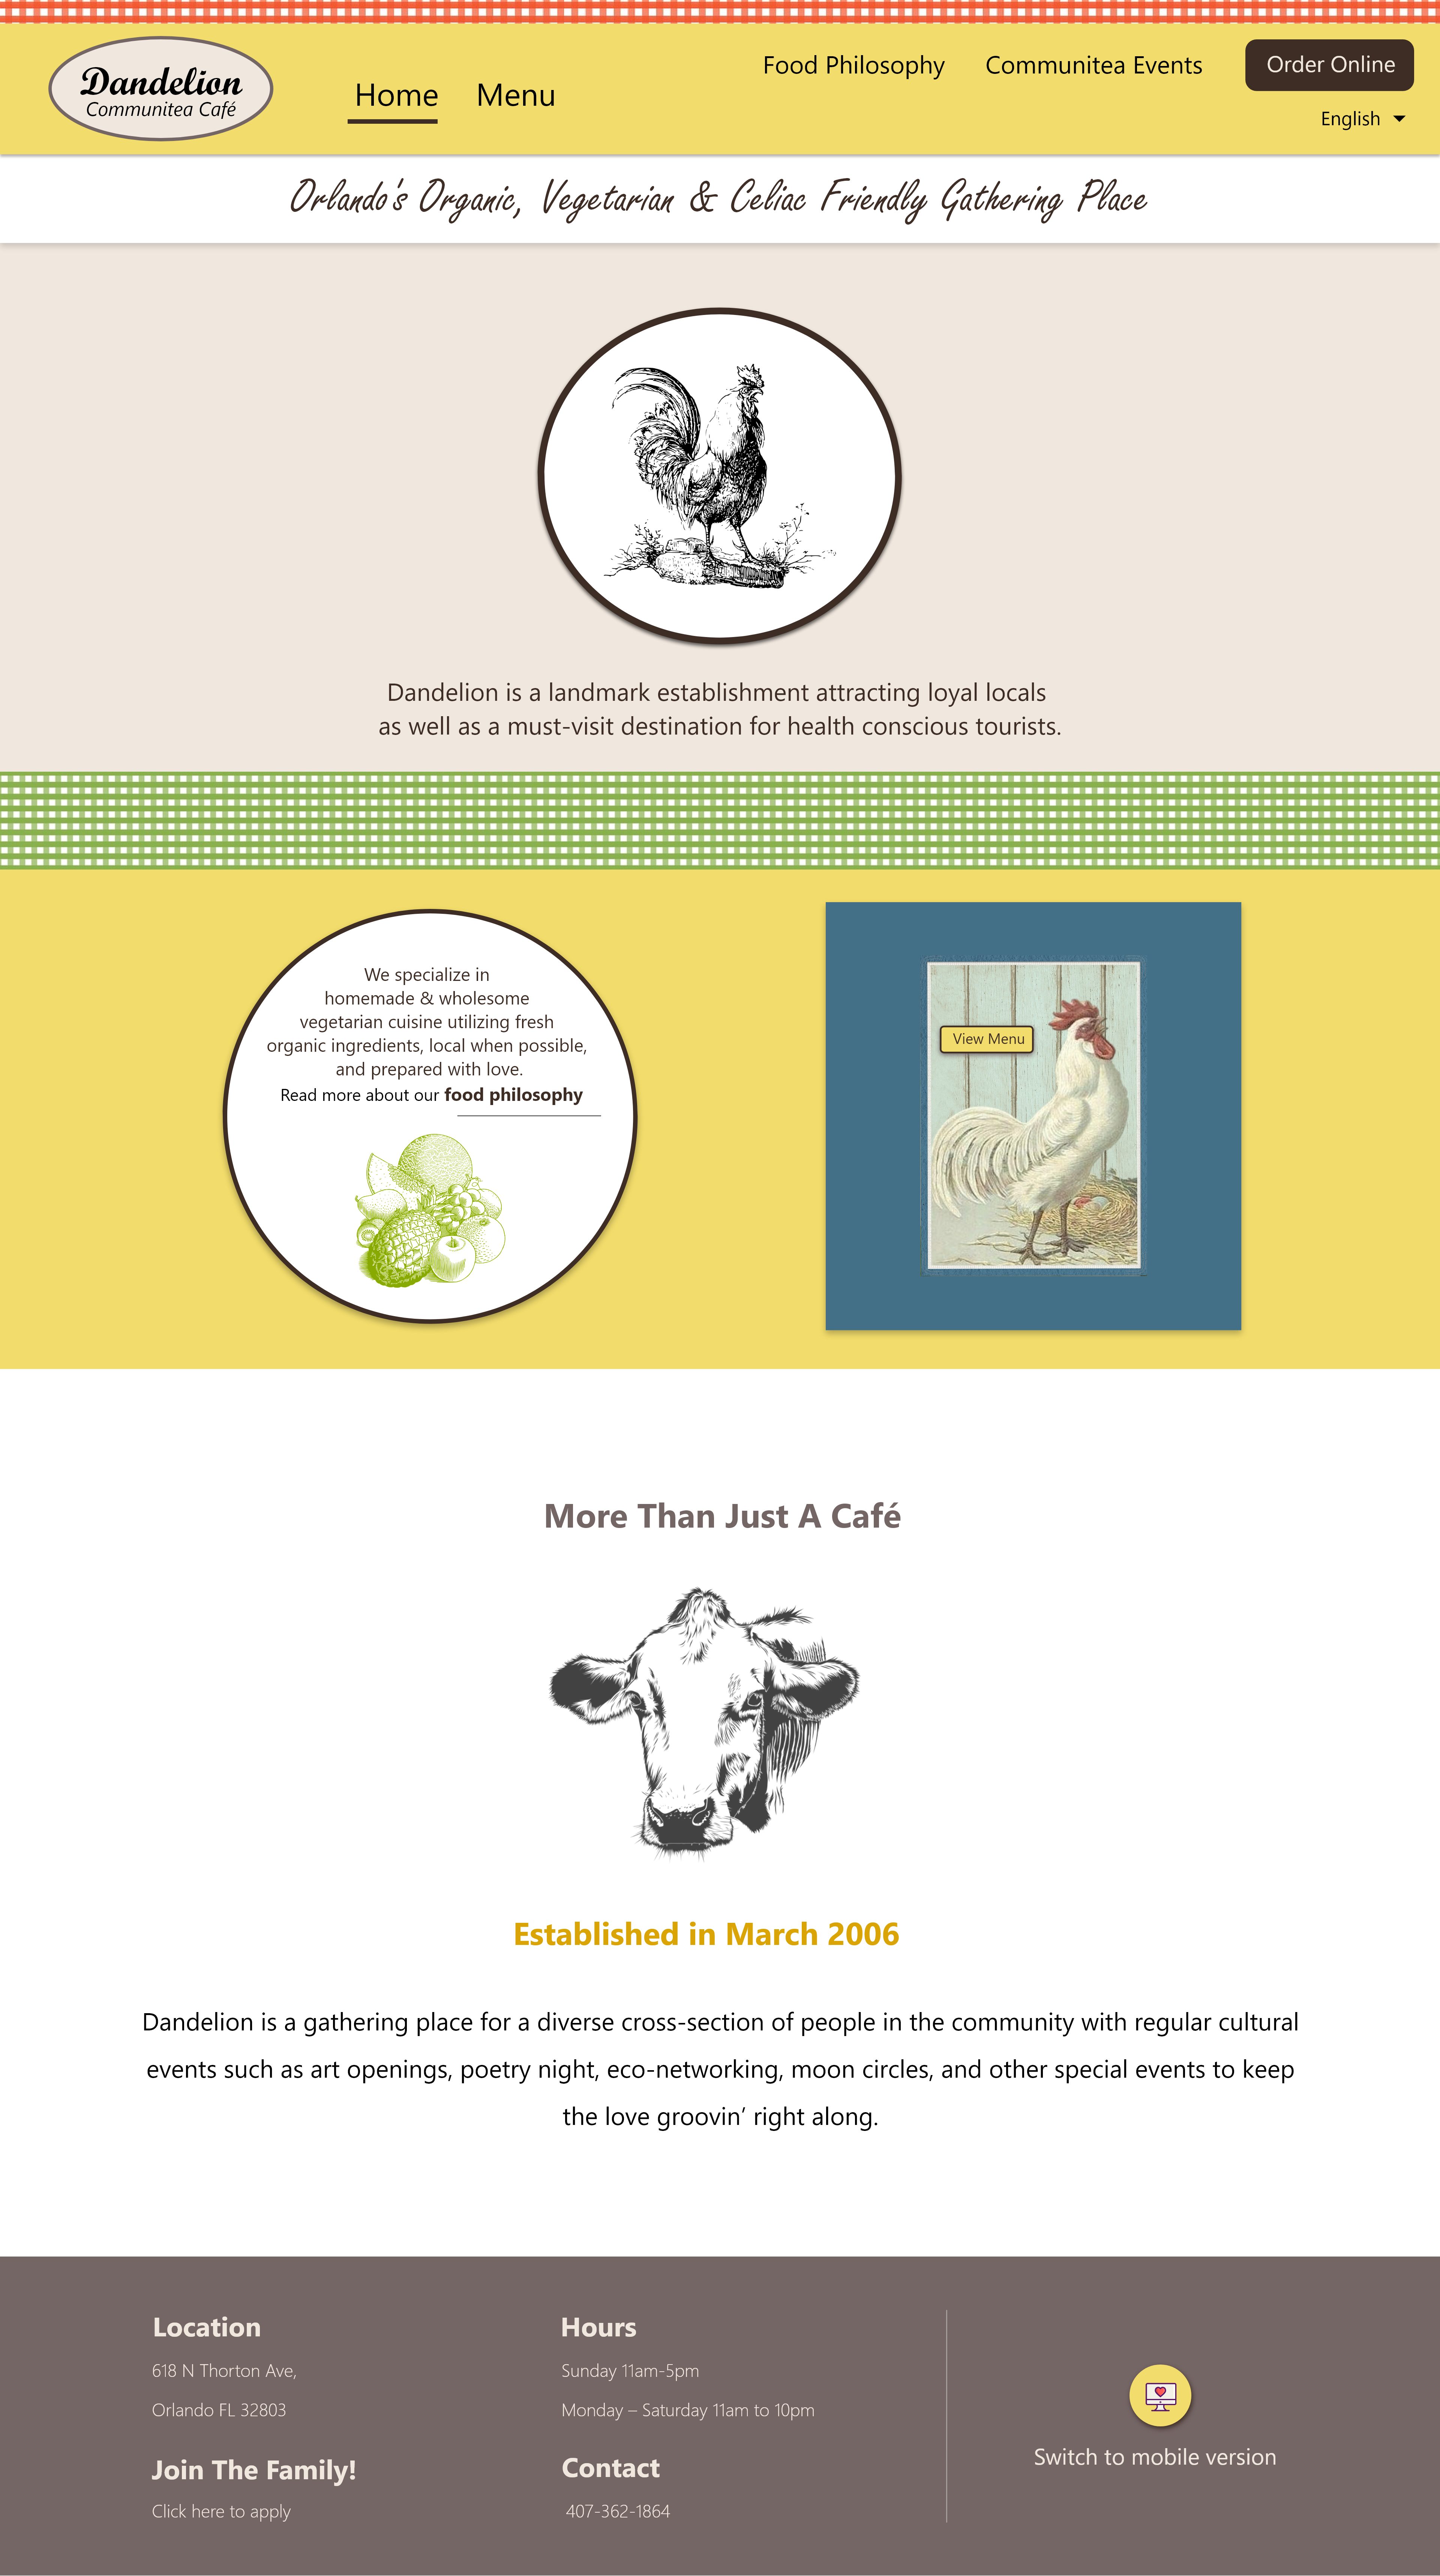 Dandelion
Communitea Café
Home Menu
Food Philosophy Communitea Events Order Online
English
Orlando's Organic, Vegetarian & Celiac Friendly Gathering Place
Dandelion is a landmark establishment attracting loyal locals
as well as a must-visit destination for health conscious tourists.
We specialize in
homemade & wholesome
vegetarian cuisine utilizing fresh
organic ingredients, local when possible,
and prepared with love.
Read more about our food philosophy
View Menu
More Than Just A Café
Established in March 2006
Dandelion is a gathering place for a diverse cross-section of people in the community with regular cultural
events such as art openings, poetry night, eco-networking, moon circles, and other special events to keep
the love groovin’ right along.
Location
618 N Thorton Ave,
Orlando FL 32803
Join The Family!
Click here to apply
Hours
Sunday 11am-5pm
Monday – Saturday 11am to 10pm
Contact
407-362-1864
Switch to mobile version